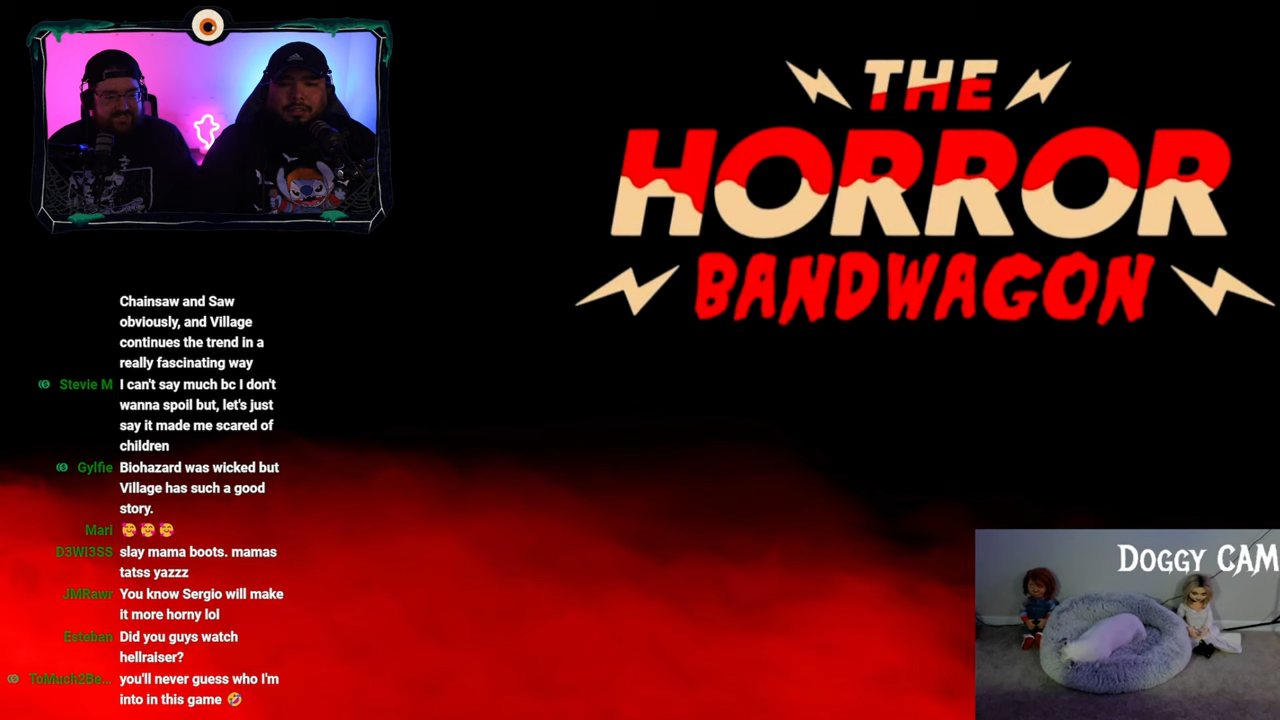 THE
HORROR
BANDWAGON
Chainsaw and Saw
obviously, and Village
continues the trend in a
really fascinating way
Stevie M I can't say much bc I don't
wanna spoil but, let's just
say it made me scared of
children
Gylfie Biohazard was wicked but
Village has such a good
story.
Mari 🥰 🥰 🥰
D3WI3SS slay mama boots. mamas
tatss yazzz
JMRawr You know Sergio will make
it more horny lol
Esteban Did you guys watch
hellraiser?
ToMuch2Be... you'll never guess who I'm
into in this game 🤣
DOGGY CAM